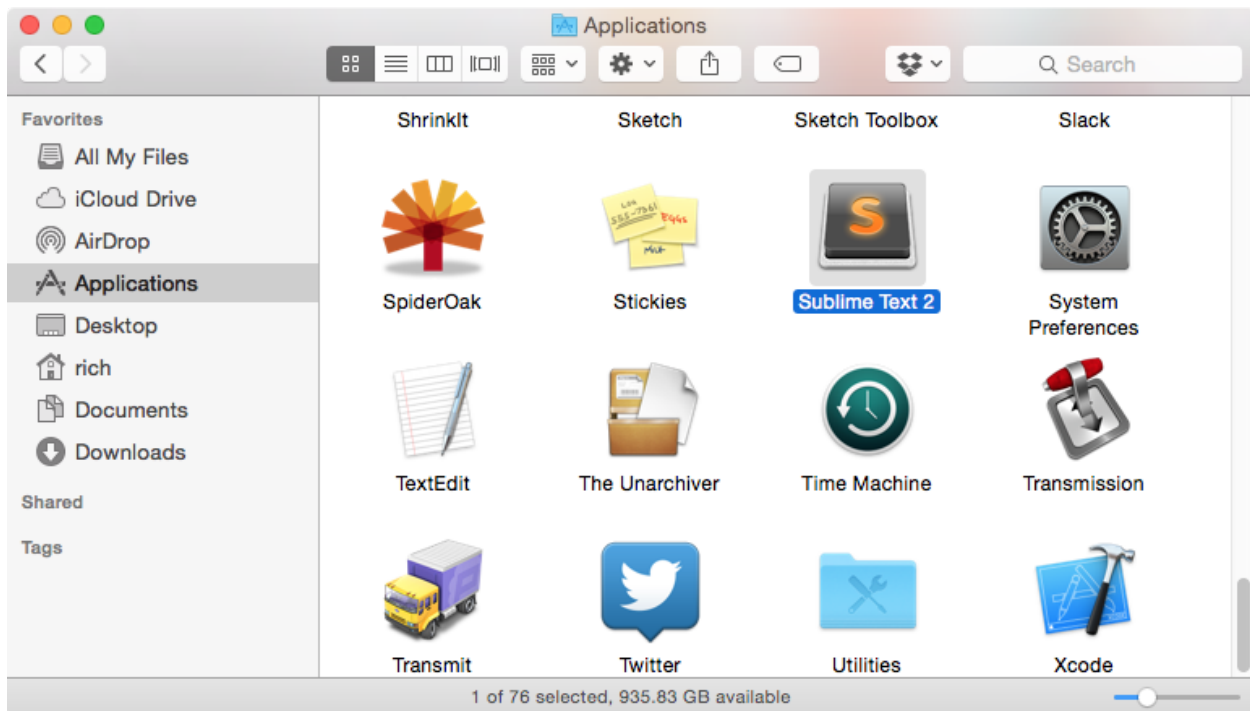 Applications
Search
Favorites
All My Files
iCloud Drive
AirDrop
Applications
Desktop
rich
Documents
Downloads
Shared
Tags
ShrinkIt
Sketch
Sketch Toolbox
Slack
SpiderOak
Stickies
Sublime Text 2
System
Preferences
TextEdit
The Unarchiver
Time Machine
Transmission
Transmit
Twitter
Utilities
Xcode
EGGS
MILK
S
1 of 76 selected, 935.83 GB available